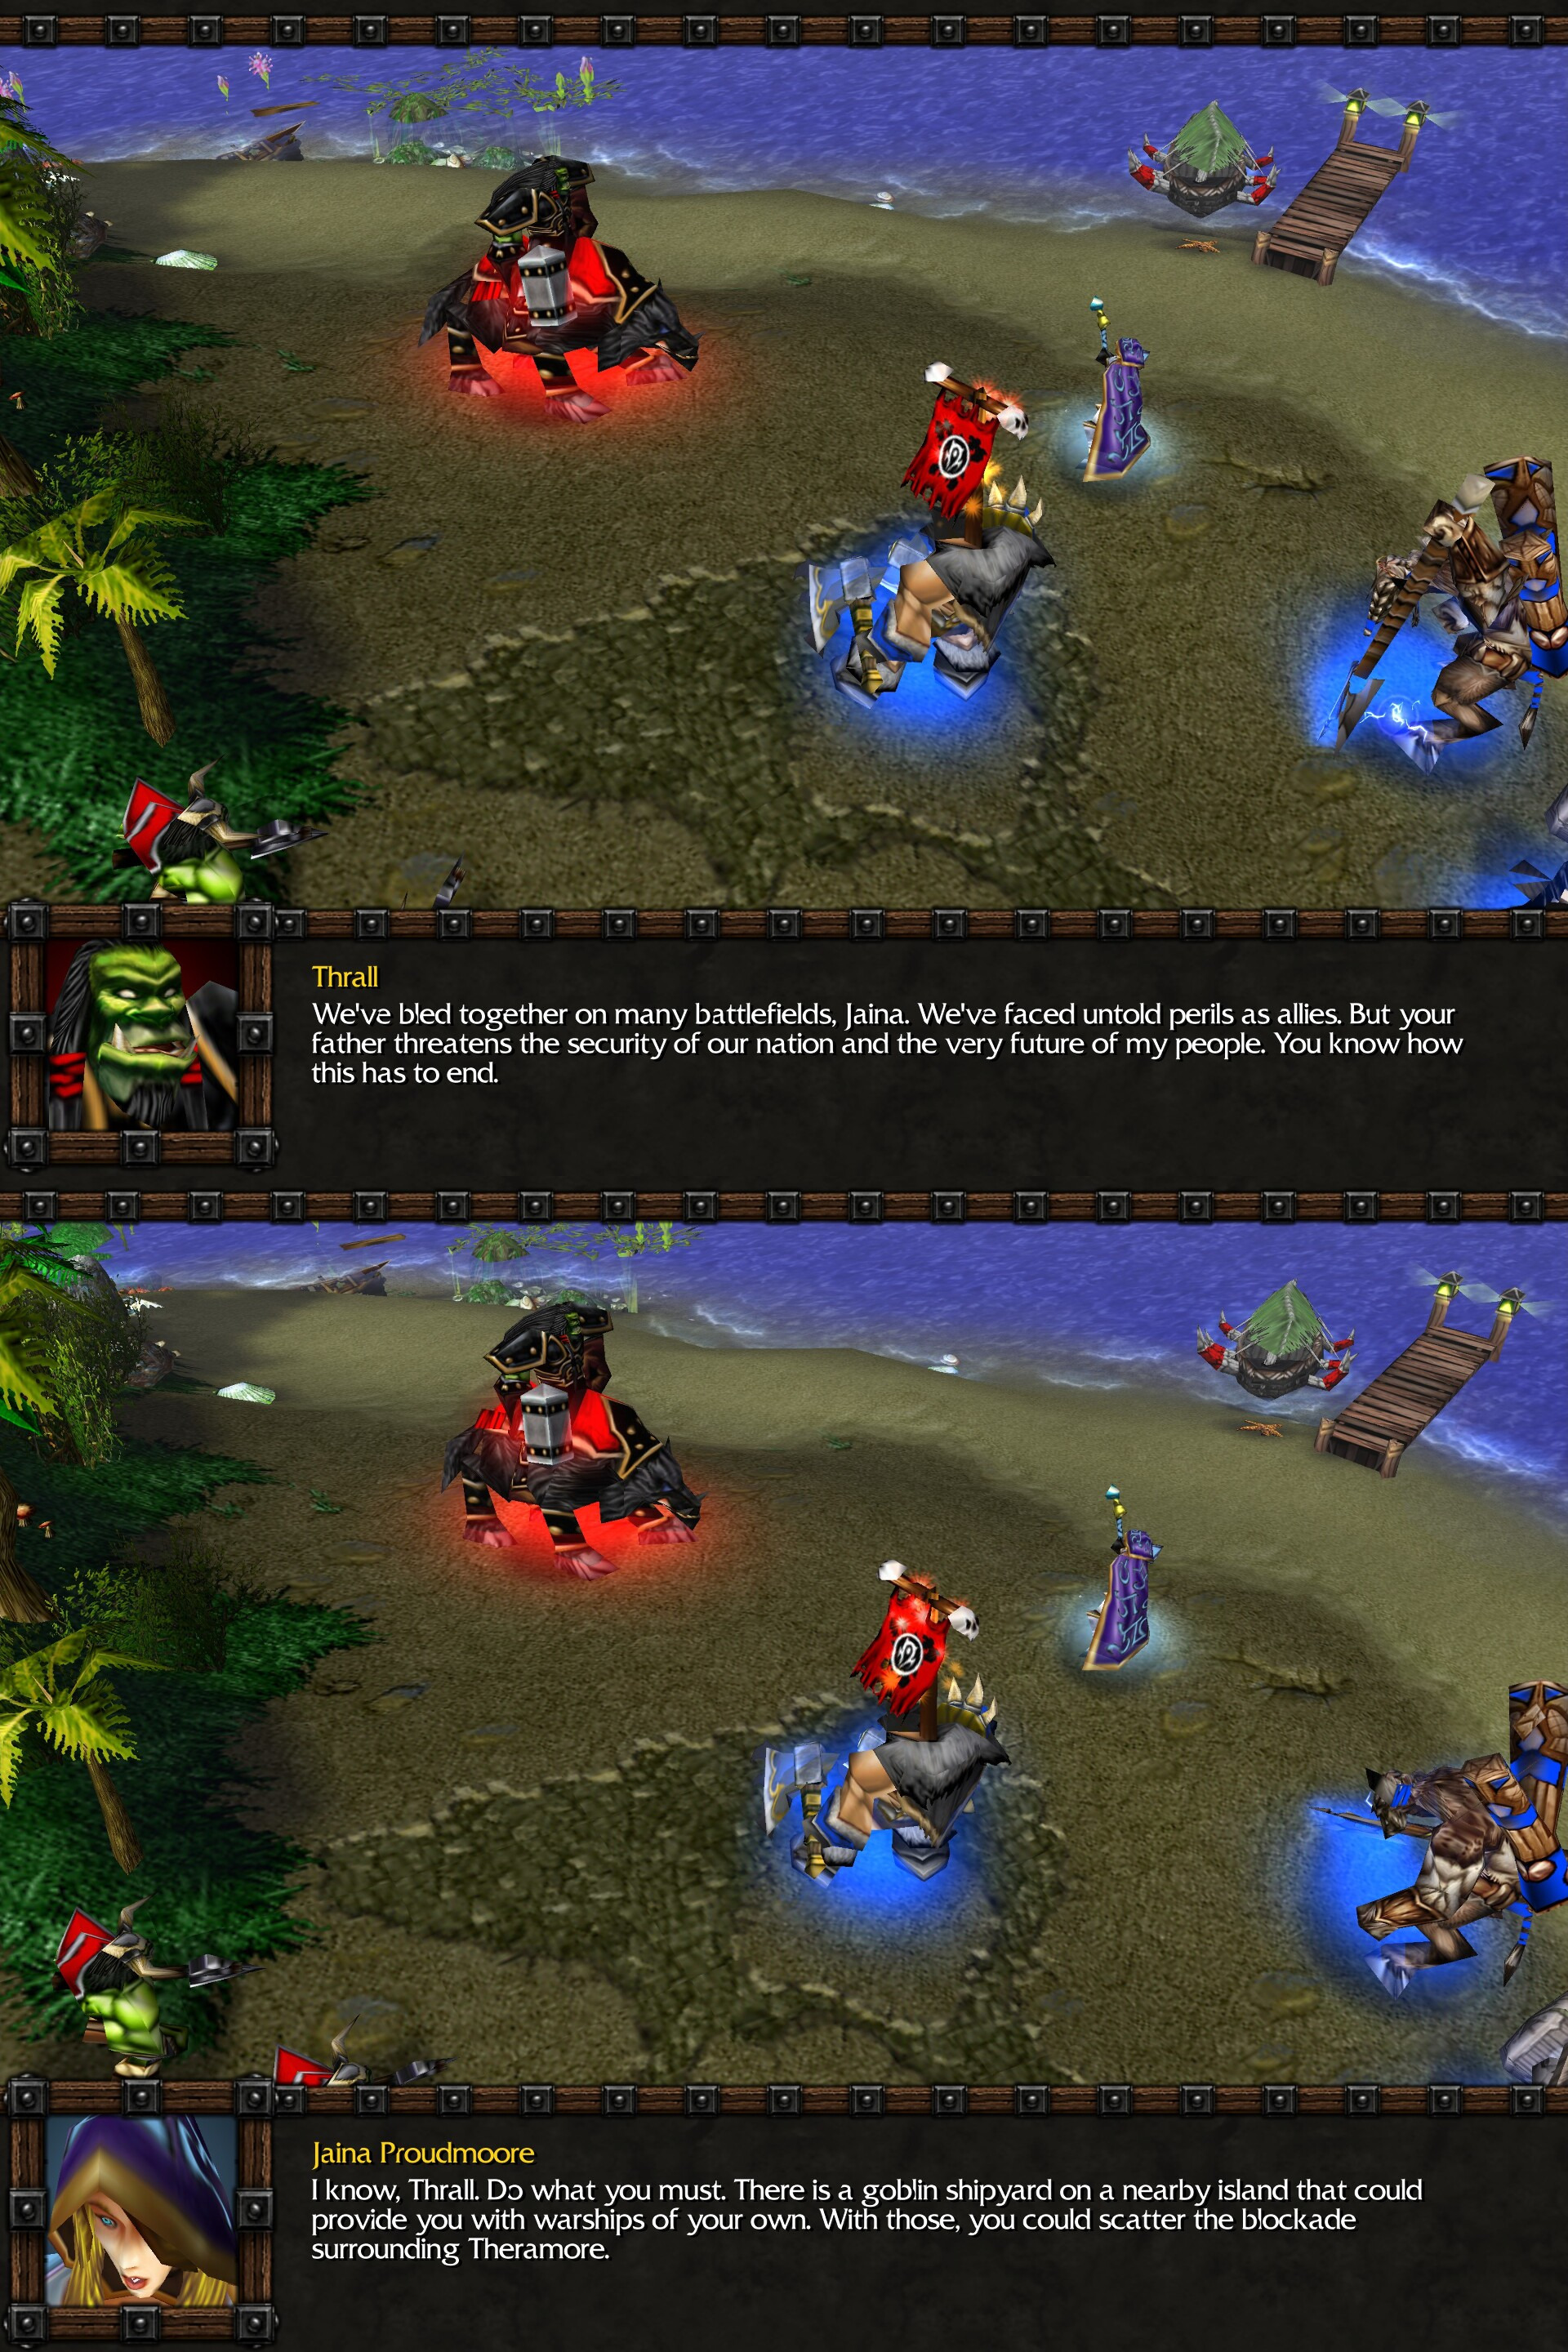 Thrall
We've bled together on many battlefields, Jaina. We've faced untold perils as allies. But your
father threatens the security of our nation and the very future of my people. You know how
this has to end.
Jaina Proudmoore
I know, Thrall. Do what you must. There is a goblin shipyard on a nearby island that could
provide you with warships of your own. With those, you could scatter the blockade
surrounding Theramore.